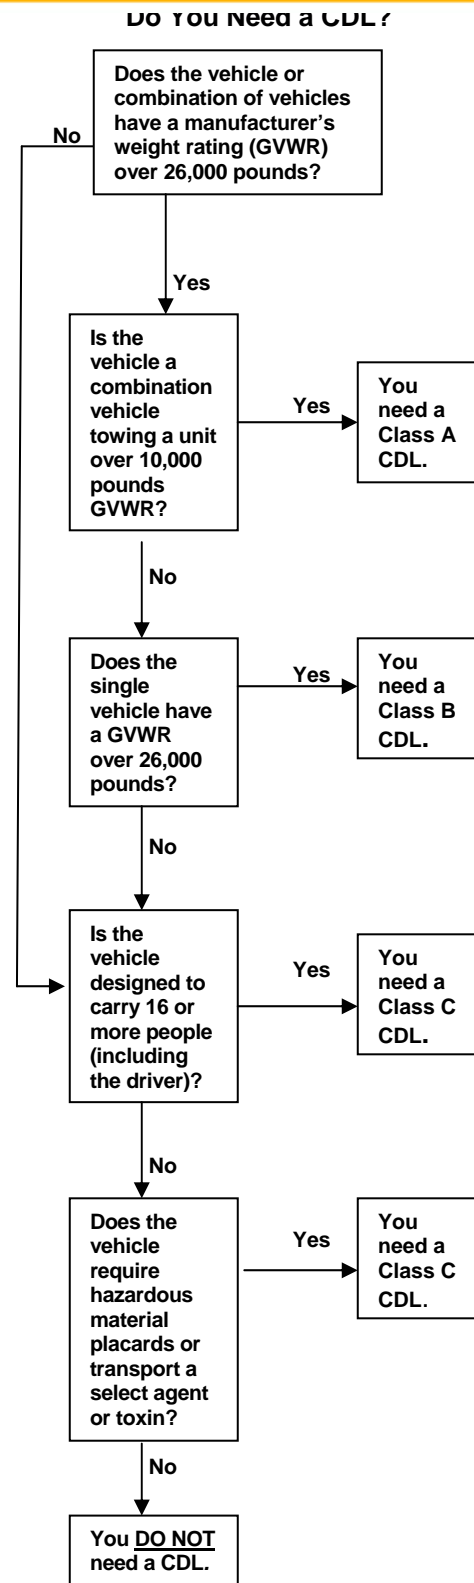 Do You Need a CDL?
Does the vehicle or
combination of vehicles
have a manufacturer's
weight rating (GVWR)
over 26,000 pounds?
No
Yes
Is the
vehicle a
combination
vehicle
towing a unit
over 10,000
pounds
GVWR?
Yes
You
need a
Class A
CDL.
No
Does the
single
vehicle have
a GVWR
over 26,000
pounds?
Yes
You
need a
Class B
CDL.
No
Is the
vehicle
designed to
carry 16 or
more people
(including
the driver)?
Yes
You
need a
Class C
CDL.
No
Does the
vehicle
require
hazardous
material
placards or
transport a
select agent
or toxin?
Yes
You
need a
Class C
CDL.
No
You DO NOT
need a CDL.